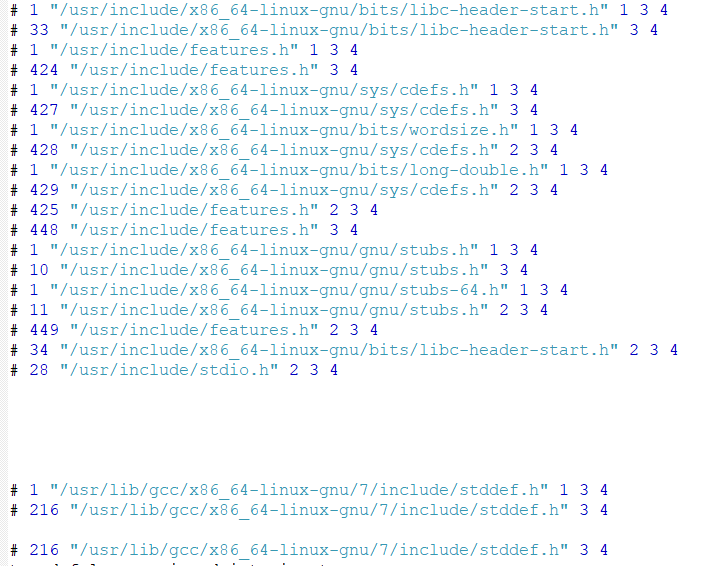 # 1 "/usr/include/x86_64-linux-gnu/bits/libc-header-start.h" 1 3 4
# 33 "/usr/include/x86_64-linux-gnu/bits/libc-header-start.h" 3 4
# 1 "/usr/include/features.h" 1 3 4
# 424 "/usr/include/features.h" 3 4
# 1 "/usr/include/x86_64-linux-gnu/sys/cdefs.h" 1 3 4
# 427 "/usr/include/x86_64-linux-gnu/sys/cdefs.h" 3 4
# 1 "/usr/include/x86_64-linux-gnu/bits/wordsize.h" 1 3 4
# 428 "/usr/include/x86_64-linux-gnu/sys/cdefs.h" 2 3 4
# 1 "/usr/include/x86_64-linux-gnu/bits/long-double.h" 1 3 4
# 429 "/usr/include/x86_64-linux-gnu/sys/cdefs.h" 2 3 4
# 425 "/usr/include/features.h" 2 3 4
# 448 "/usr/include/features.h" 3 4
# 1 "/usr/include/x86_64-linux-gnu/gnu/stubs.h" 1 3 4
# 10 "/usr/include/x86_64-linux-gnu/gnu/stubs.h" 3 4
# 1 "/usr/include/x86_64-linux-gnu/gnu/stubs-64.h" 1 3 4
# 11 "/usr/include/x86_64-linux-gnu/gnu/stubs.h" 2 3 4
# 449 "/usr/include/features.h" 2 3 4
# 34 "/usr/include/x86_64-linux-gnu/bits/libc-header-start.h" 2 3 4
# 28 "/usr/include/stdio.h" 2 3 4
# 1 "/usr/lib/gcc/x86_64-linux-gnu/7/include/stddef.h" 1 3 4
# 216 "/usr/lib/gcc/x86_64-linux-gnu/7/include/stddef.h" 3 4
# 216 "/usr/lib/gcc/x86_64-linux-gnu/7/include/stddef.h" 3 4